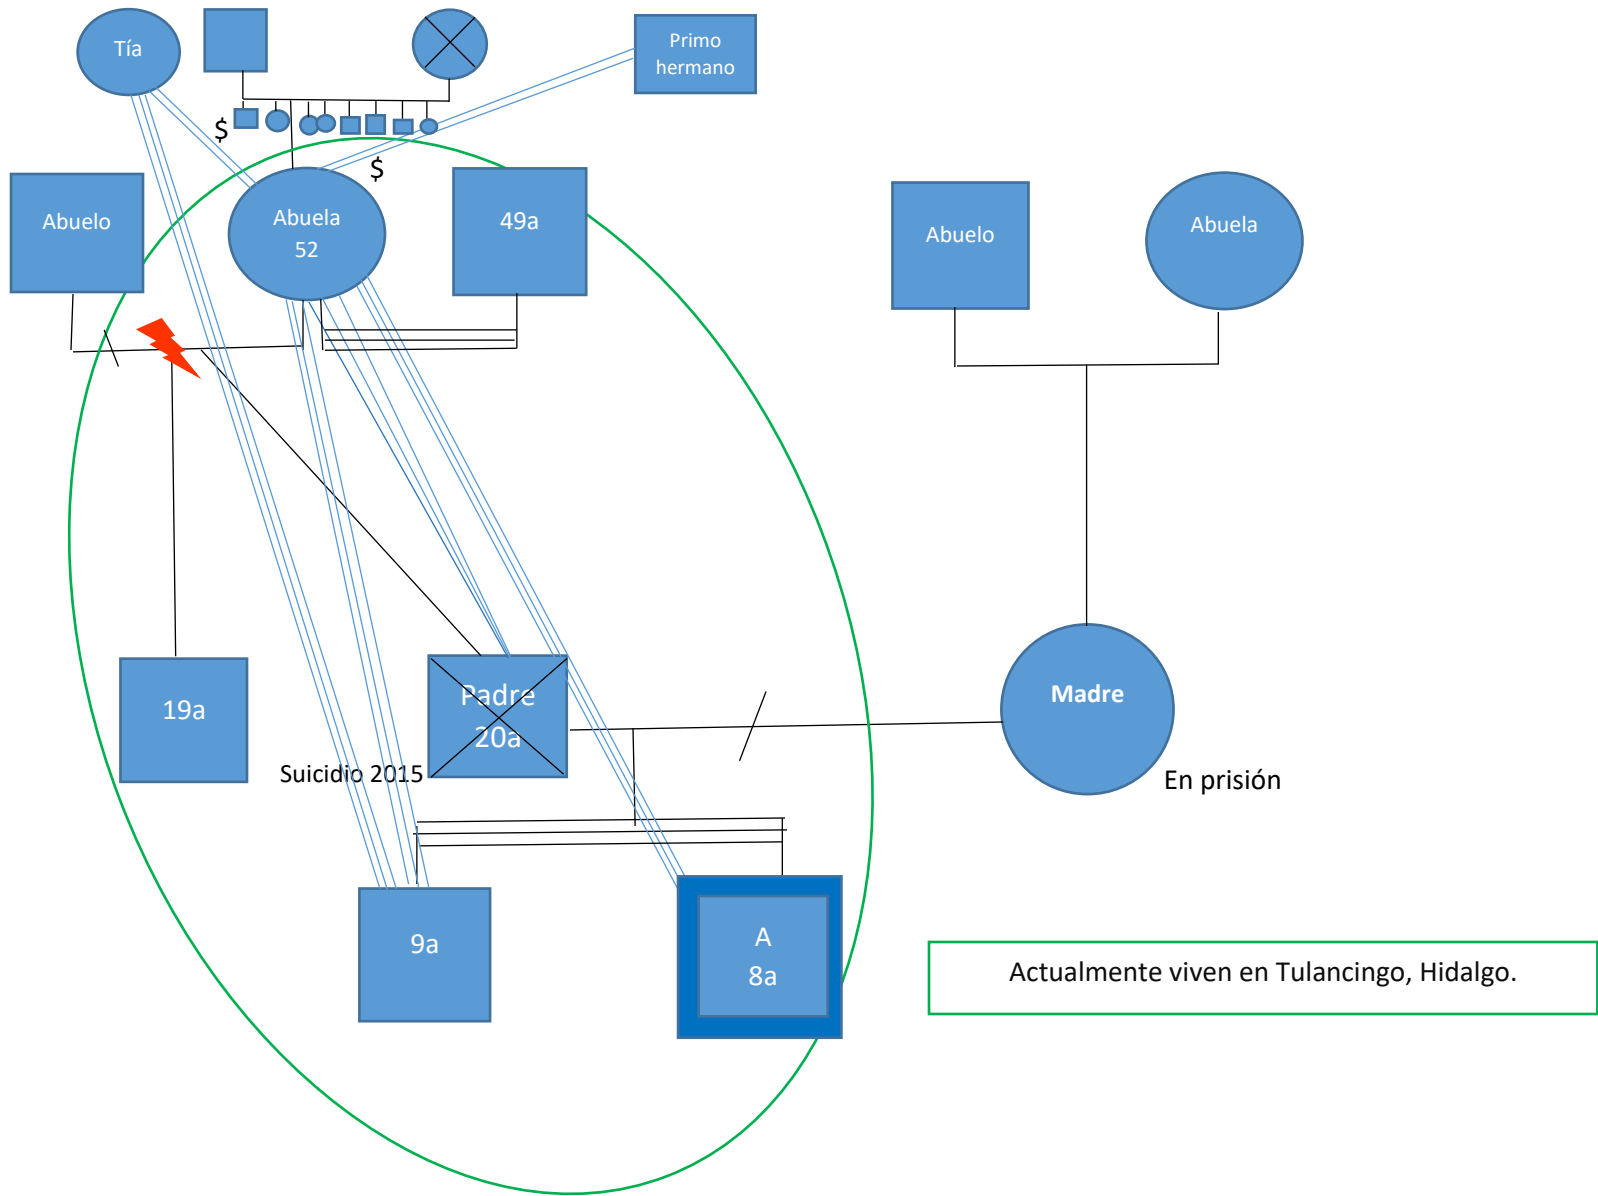 Tía
Primo
hermano
$
$
Abuelo
Abuela
52
49a
Abuelo
Abuela
19a
Padre
20a
Madre
Suicidio 2015
En prisión
9a
A
8a
Actualmente viven en Tulancingo, Hidalgo.